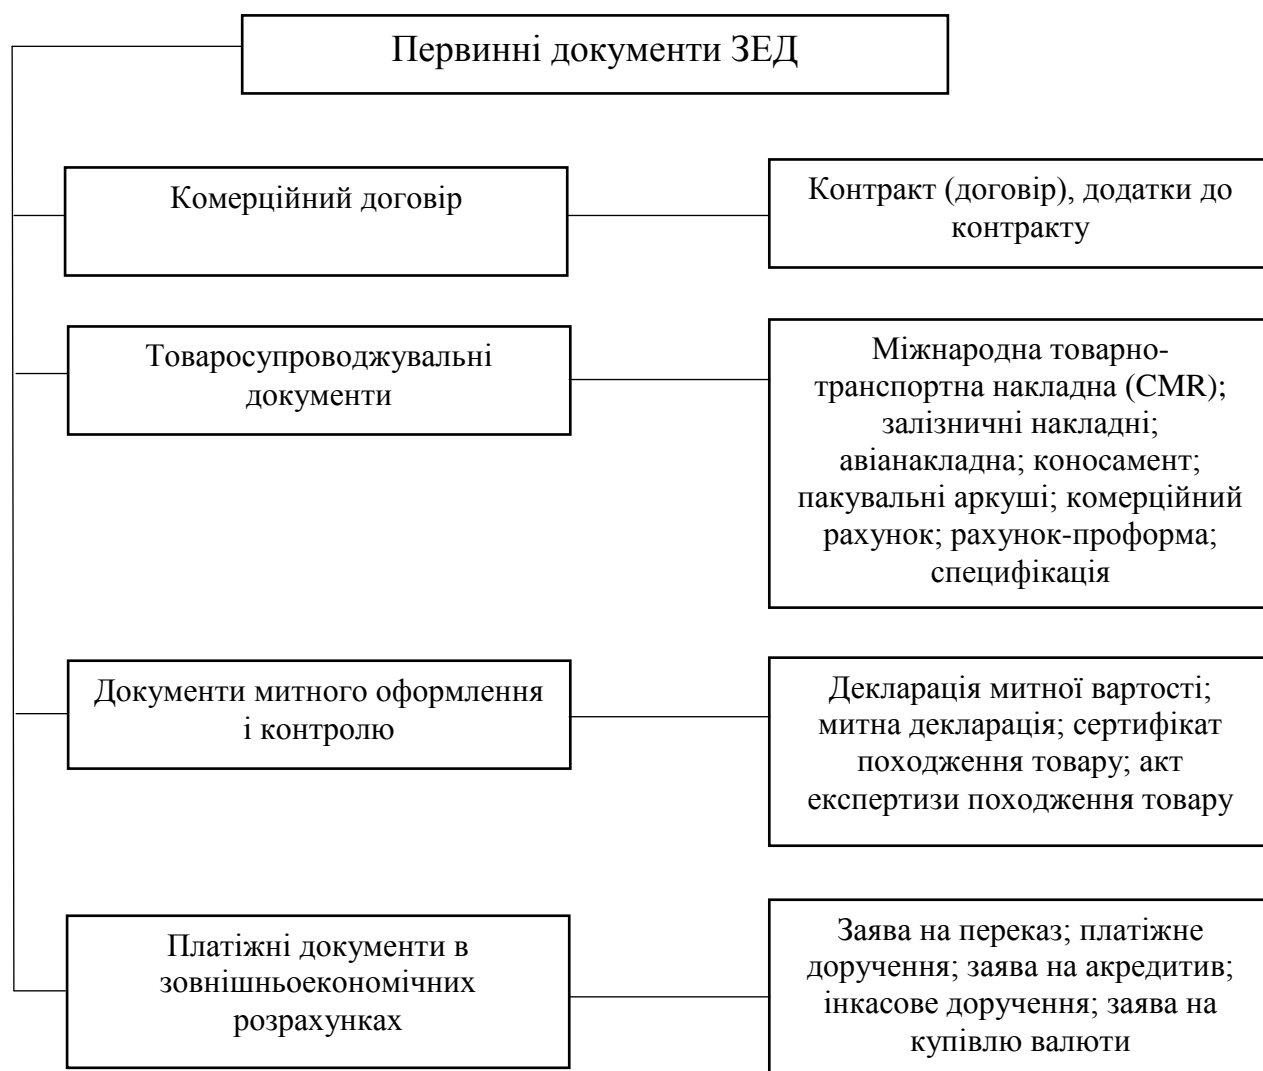 Первинні документи ЗЕД
Комерційний договір
Контракт (договір), додатки до
контракту
Товаросупроводжувальні
документи
Міжнародна товарно-
транспортна накладна (CMR);
залізничні накладні;
авіанакладна; коносамент;
пакувальні аркуші; комерційний
рахунок; рахунок-проформа;
специфікація
Документи митного оформлення
і контролю
Декларація митної вартості;
митна декларація; сертифікат
походження товару; акт
експертизи походження товару
Платіжні документи в
зовнішньоекономічних
розрахунках
Заява на переказ; платіжне
доручення; заява на акредитив;
інкасове доручення; заява на
купівлю валюти